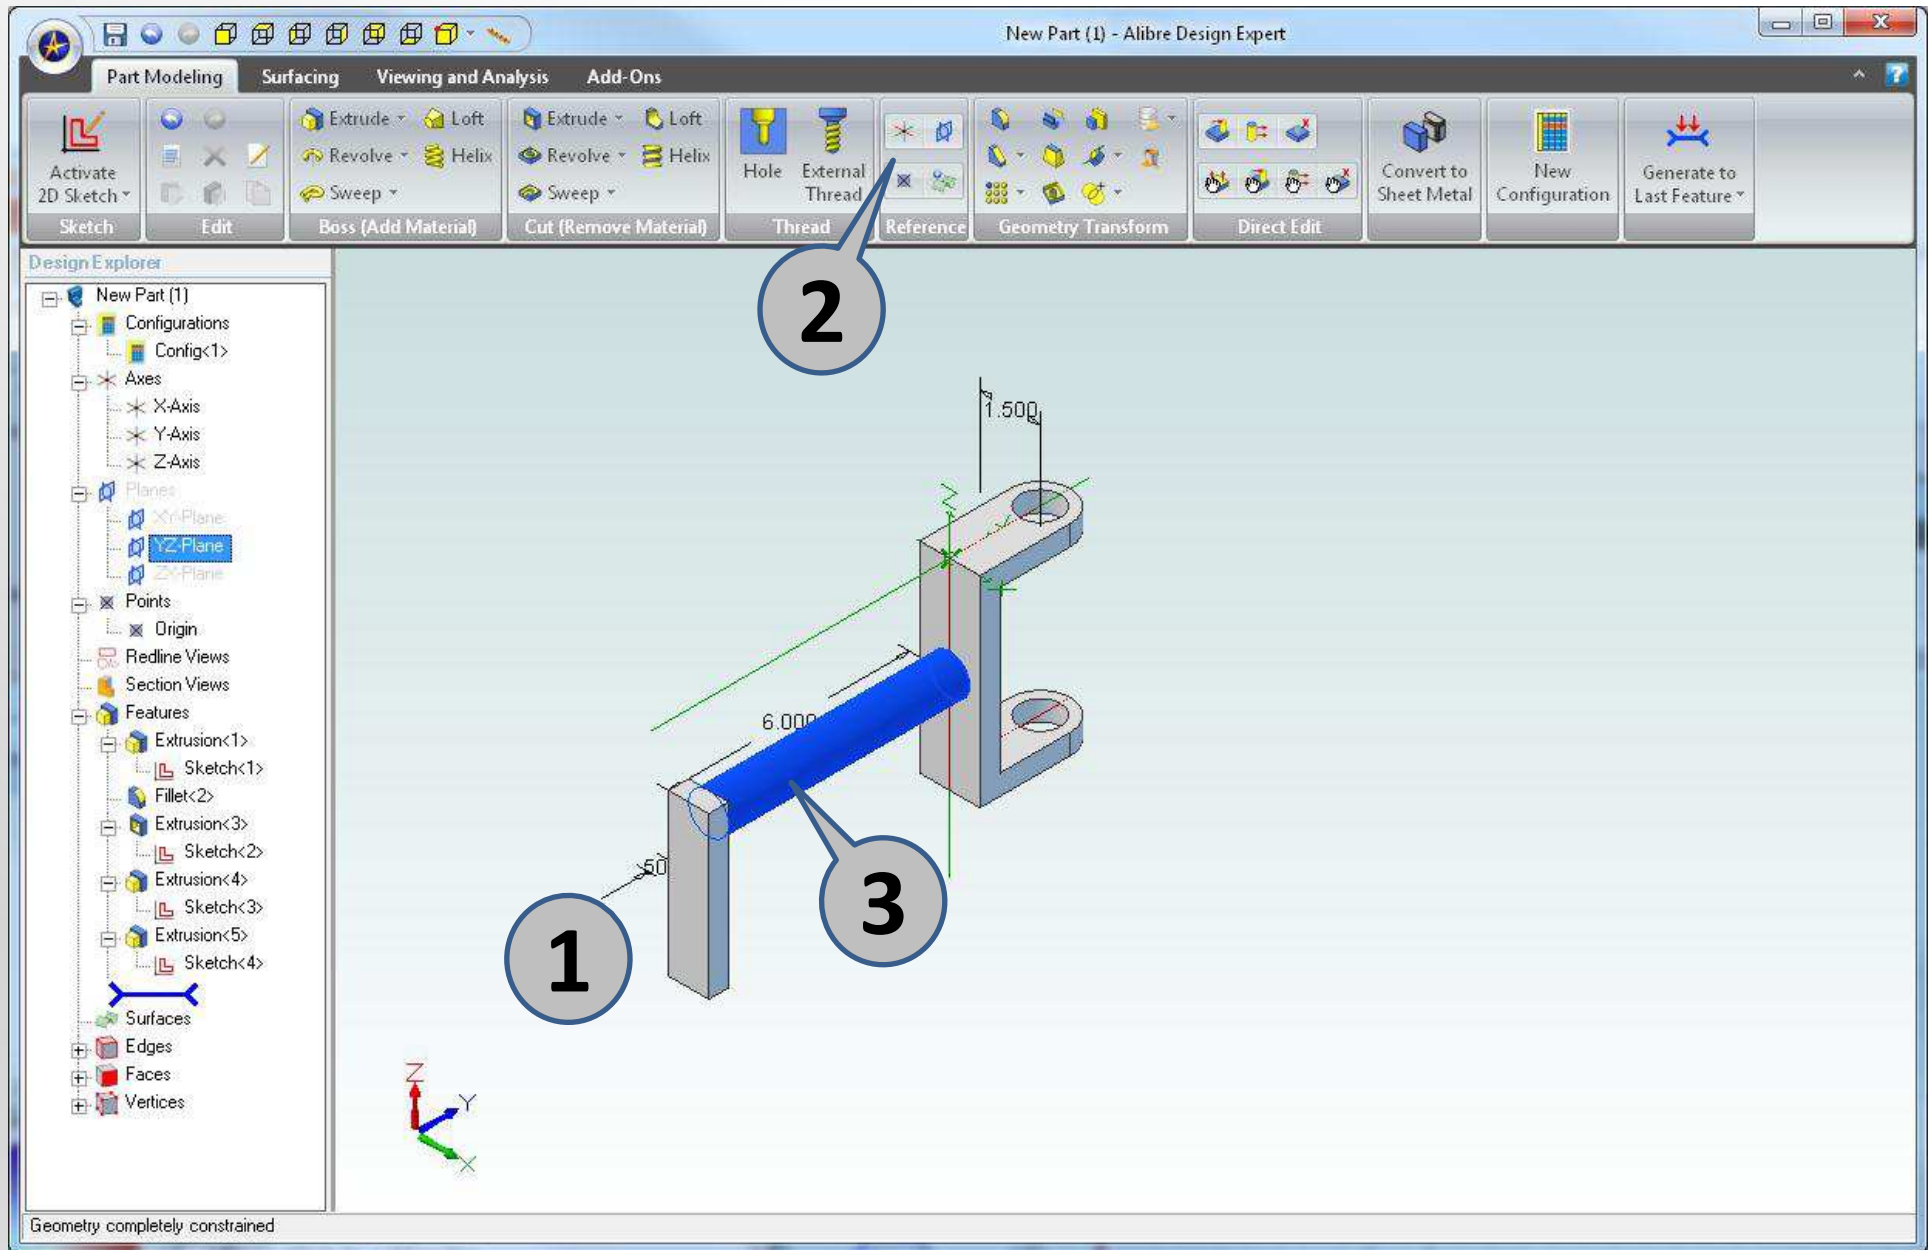 New Part (1) - Alibre Design Expert
Part Modeling Surfacing Viewing and Analysis Add-Ons
Activate 2D Sketch
Sketch
Edit
Extrude Loft
Revolve Helix
Sweep
Boss (Add Material)
Extrude Loft
Revolve Helix
Sweep
Cut (Remove Material)
Hole External Thread
Thread
Reference
Geometry Transform
Direct Edit
Convert to Sheet Metal
New Configuration
Generate to Last Feature
Design Explorer
New Part (1)
Configurations
Config<1>
Axes
X-Axis
Y-Axis
Z-Axis
Planes
XY-Plane
YZ-Plane
ZX-Plane
Points
Origin
Redline Views
Section Views
Features
Extrusion<1>
Sketch<1>
Fillet<2>
Extrusion<3>
Sketch<2>
Extrusion<4>
Sketch<3>
Extrusion<5>
Sketch<4>
Surfaces
Edges
Faces
Vertices
2
1.500
6.000
50
3
1
Z
Y
X
Geometry completely constrained